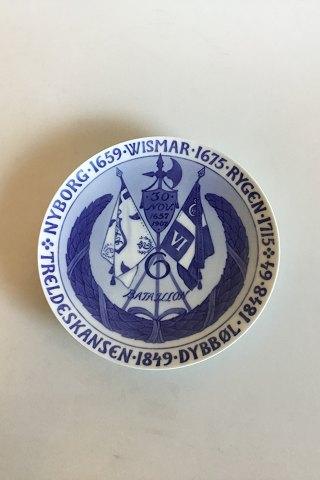 NYBORG·1659·WISMAR·1675·RYGEN·1715·
TRELDESKANSEN·1849·DYBBØL·1848-64·
30
NOV.
1657
1907
VI
6
BATAILLON